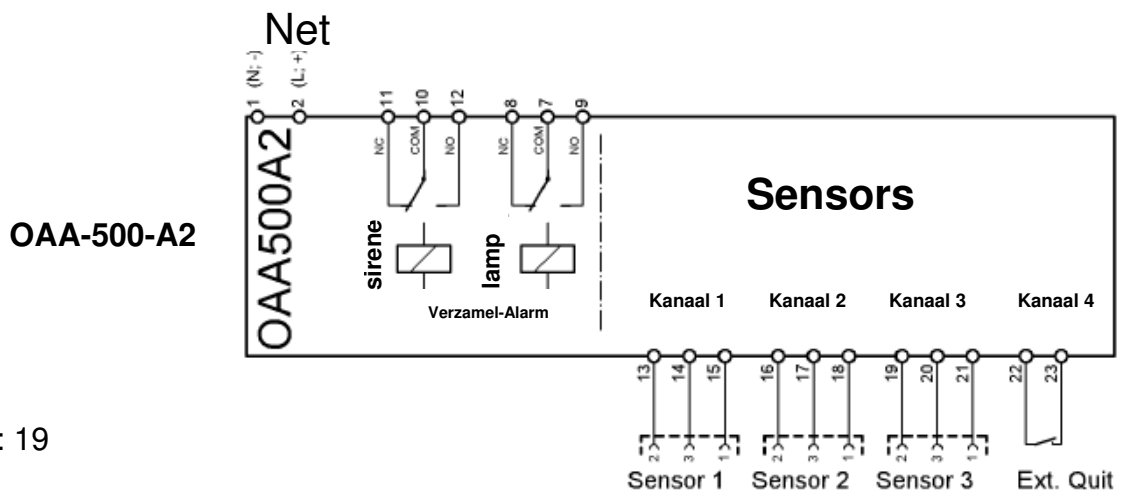 Net
1 (N; -)
2 (L; +)
11
10
12
8
7
9
NC
COM
NO
NC
COM
NO
OAA500A2
Sensors
OAA-500-A2
sirene
lamp
Verzamel-Alarm
Kanaal 1
Kanaal 2
Kanaal 3
Kanaal 4
13
14
15
16
17
18
19
20
21
22
23
: 19
2
3
1
2
3
1
2
3
1
Sensor 1
Sensor 2
Sensor 3
Ext. Quit